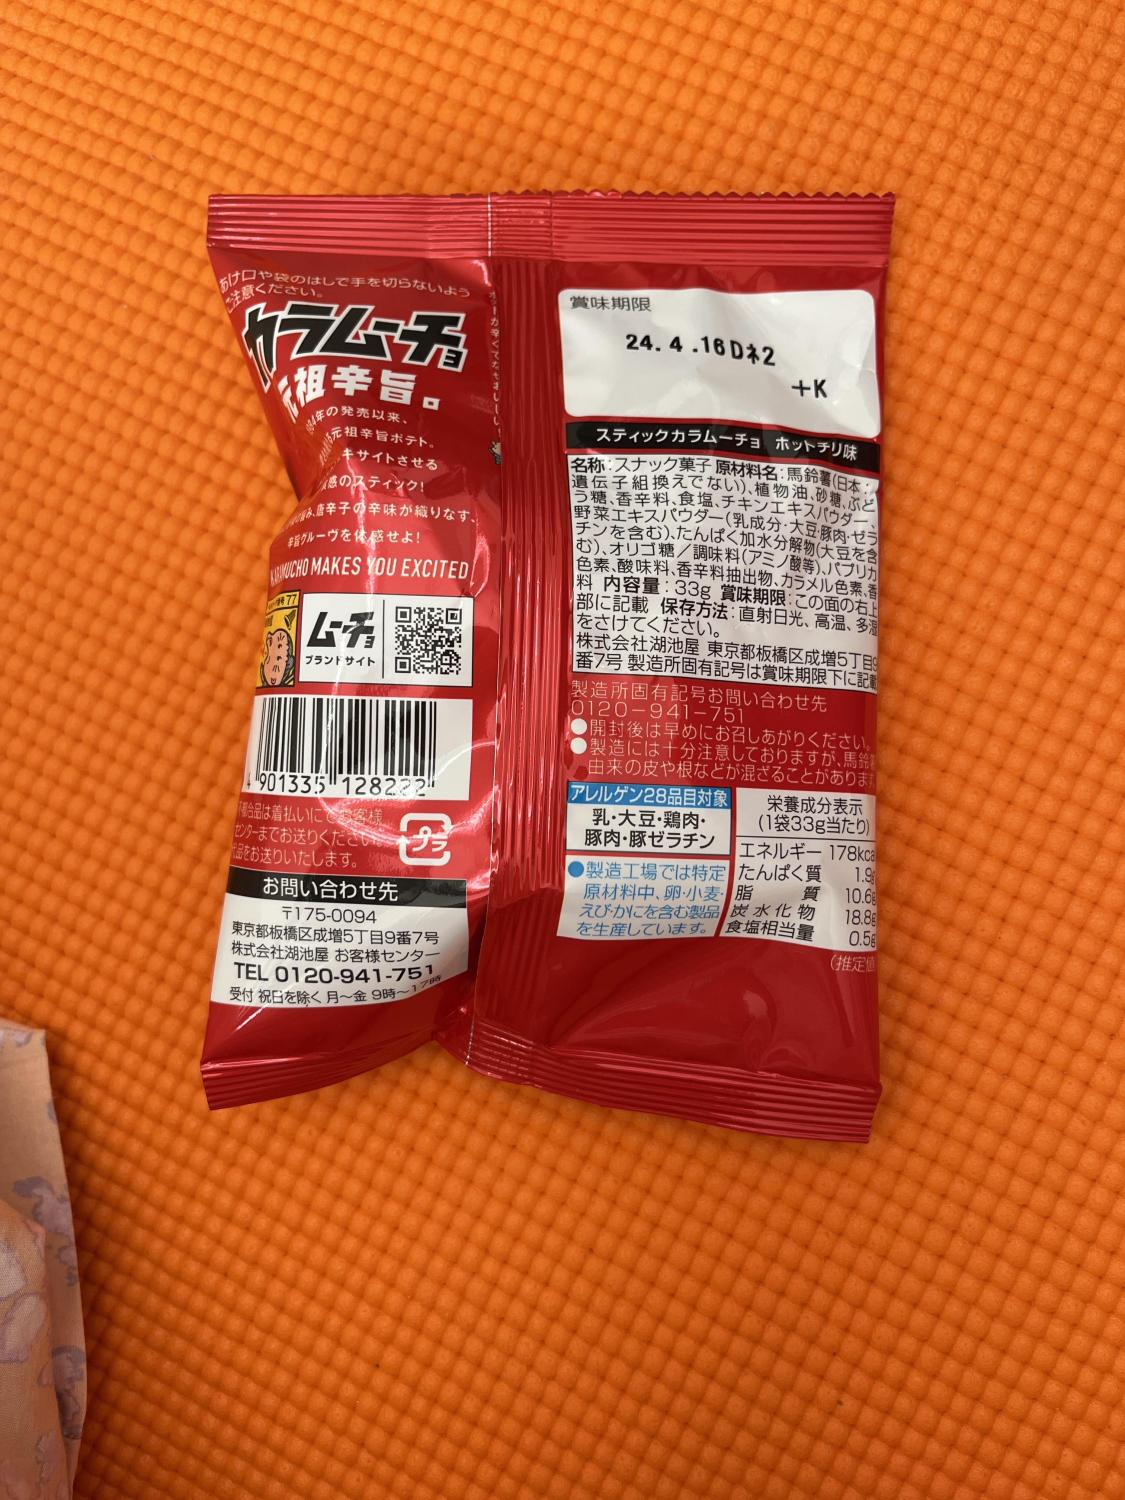 あけ口や袋のはしで手を切らないよう
ご注意ください。
カラムーチョ
元祖辛旨。
年の発売以来、
元祖辛旨ポテト。
キサイトさせる
感のスティック!
唐辛子の辛味が織りなす、
辛旨グルーヴを体感せよ!
MUCHO MAKES YOU EXCITED
77
ムーチョ
ブランドサイト
4 901335 128222
合品は着払いにてお客様
センターまでお送りください
品をお送りいたします。
プラ
お問い合わせ先
〒175-0094
東京都板橋区成増5丁目9番7号
株式会社湖池屋 お客様センター
TEL 0120-941-751
受付 祝日を除く 月〜金 9時〜17時
賞味期限
24.4.16Dネ2
+K
スティックカラムーチョ ホットチリ味
名称:スナック菓子 原材料名:馬鈴薯(日本:
遺伝子組換えでない)、植物油、砂糖、ぶど
う糖、香辛料、食塩、チキンエキスパウダー、
野菜エキスパウダー(乳成分・大豆・豚肉・ゼラ
チンを含む)、たんぱく加水分解物(大豆を含
む)、オリゴ糖/調味料(アミノ酸等)、パプリカ
色素、酸味料、香辛料抽出物、カラメル色素、香
料 内容量:33g 賞味期限:この面の右上
部に記載 保存方法:直射日光、高温、多湿
をさけてください。
株式会社湖池屋 東京都板橋区成増5丁目9
番7号 製造所固有記号は賞味期限下に記載
製造所固有記号お問い合わせ先
0120-941-751
●開封後は早めにお召しあがりください。
●製造には十分注意しておりますが、馬鈴薯
由来の皮や根などが混ざることがあります
アレルゲン28品目対象
乳・大豆・鶏肉・
豚肉・豚ゼラチン
●製造工場では特定
原材料中、卵・小麦・
えび・かにを含む製品
を生産しています。
栄養成分表示
(1袋33g当たり)
エネルギー 178kca
たんぱく質 1.9g
脂質 10.6g
炭水化物 18.8g
食塩相当量 0.5g
(推定値